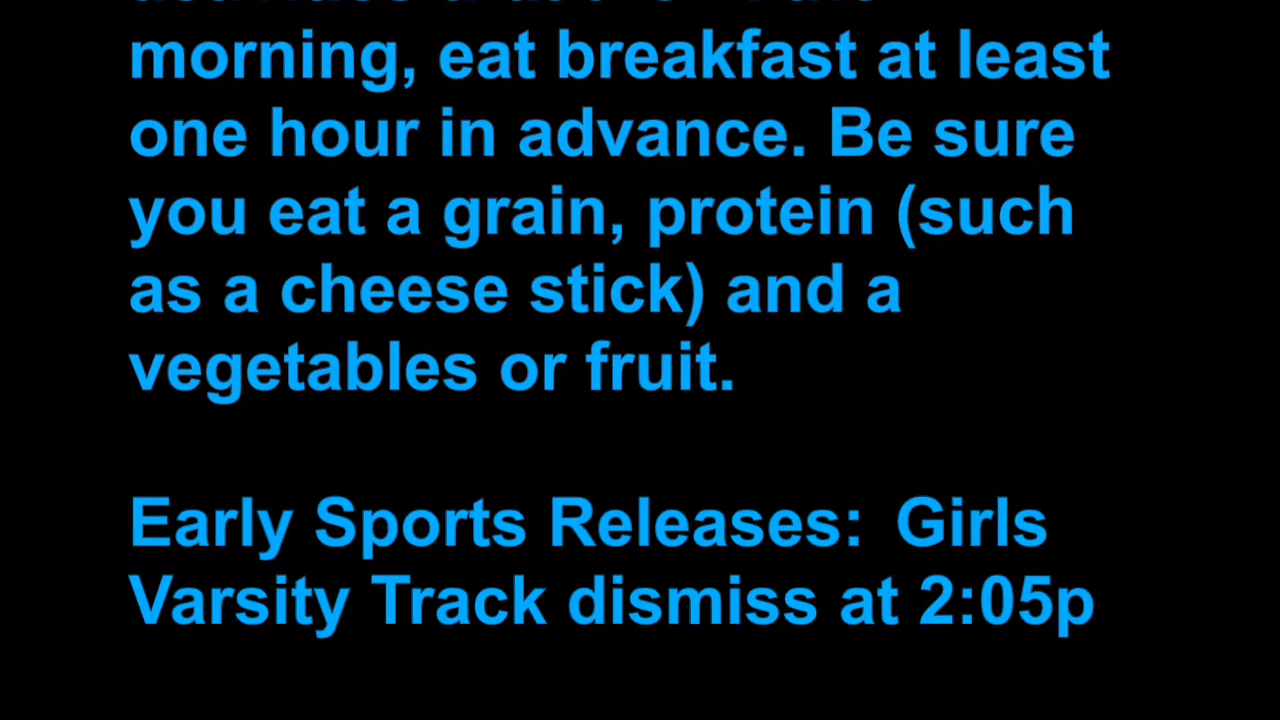 morning, eat breakfast at least
one hour in advance. Be sure
you eat a grain, protein (such
as a cheese stick) and a
vegetables or fruit.
Early Sports Releases:  Girls
Varsity Track dismiss at 2:05p